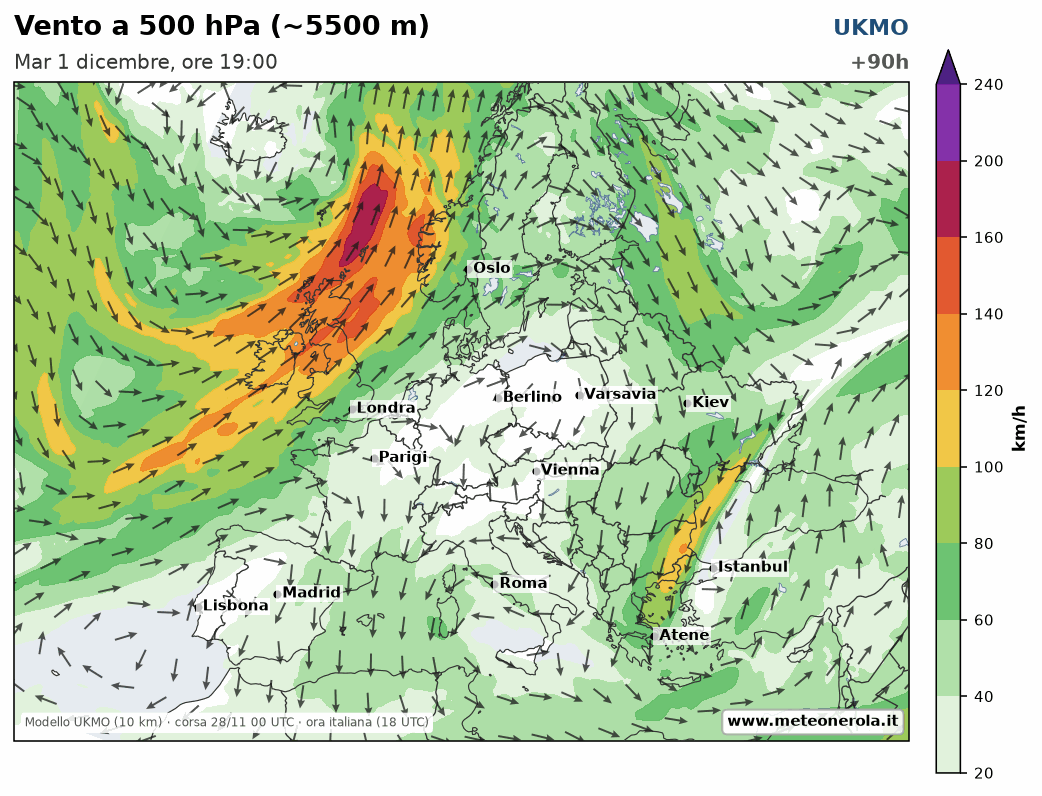 Vento a 500 hPa (~5500 m)
UKMO
Mar 1 dicembre, ore 19:00
+90h
240
200
160
140
120
100
80
60
40
20
km/h
Oslo
Berlino
Varsavia
Kiev
Londra
Parigi
Vienna
Istanbul
Roma
Madrid
Lisbona
Atene
Modello UKMO (10 km) · corsa 28/11 00 UTC · ora italiana (18 UTC)
www.meteonerola.it